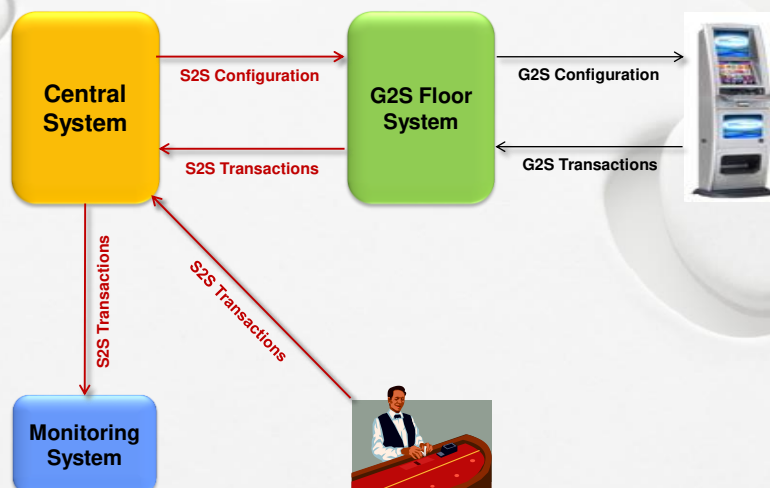 Central
System
S2S Configuration
G2S Floor
System
G2S Configuration
S2S Transactions
G2S Transactions
S2S Transactions
S2S Transactions
Monitoring
System